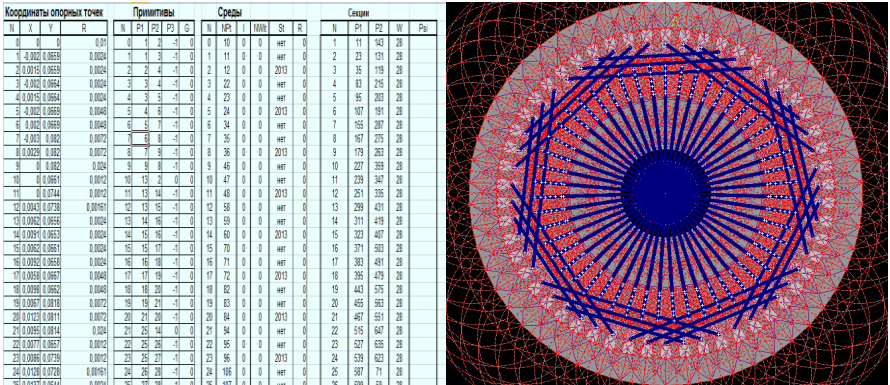 Координаты опорных точек Примитивы Среды Секции
N X Y R N P1 P2 P3 G N NPt I NWit St R N P1 P2 W Psi
0 0 0 0,01 0 1 2 -1 0 0 10 0 0 нет 0 1 11 143 28
1 -0,002 0,0659 0,0024 1 1 3 -1 0 1 11 0 0 нет 0 2 23 131 28
2 0,0015 0,0659 0,0024 2 2 4 -1 0 2 12 0 0 2013 0 3 35 119 28
3 -0,002 0,0664 0,0024 3 3 4 -1 0 3 22 0 0 нет 0 4 83 215 28
4 0,0015 0,0664 0,0024 4 3 5 -1 0 4 23 0 0 нет 0 5 95 203 28
5 -0,002 0,0669 0,0048 5 4 6 -1 0 5 24 0 0 2013 0 6 107 191 28
6 0,002 0,0669 0,0048 6 5 7 -1 0 6 34 0 0 нет 0 7 155 287 28
7 -0,003 0,082 0,0072 7 6 8 -1 0 7 35 0 0 нет 0 8 167 275 28
8 0,0029 0,082 0,0072 8 7 9 -1 0 8 36 0 0 2013 0 9 179 263 28
9 0 0,082 0,024 9 9 8 -1 0 9 46 0 0 нет 0 10 227 359 28
10 0 0,0661 0,0012 10 13 2 0 0 10 47 0 0 нет 0 11 239 347 28
11 0 0,0744 0,0012 11 13 14 -1 0 11 48 0 0 2013 0 12 251 335 28
12 0,0043 0,0738 0,00161 12 13 15 -1 0 12 58 0 0 нет 0 13 299 431 28
13 0,0062 0,0656 0,0024 13 14 16 -1 0 13 59 0 0 нет 0 14 311 419 28
14 0,0091 0,0653 0,0024 14 15 16 -1 0 14 60 0 0 2013 0 15 323 407 28
15 0,0062 0,0661 0,0024 15 15 17 -1 0 15 70 0 0 нет 0 16 371 503 28
16 0,0092 0,0658 0,0024 16 16 18 -1 0 16 71 0 0 нет 0 17 383 491 28
17 0,0058 0,0667 0,0048 17 17 19 -1 0 17 72 0 0 2013 0 18 395 479 28
18 0,0098 0,0662 0,0048 18 18 20 -1 0 18 82 0 0 нет 0 19 443 575 28
19 0,0067 0,0818 0,0072 19 19 21 -1 0 19 83 0 0 нет 0 20 455 563 28
20 0,0123 0,0811 0,0072 20 21 20 -1 0 20 84 0 0 2013 0 21 467 551 28
21 0,0095 0,0814 0,024 21 25 14 0 0 21 94 0 0 нет 0 22 515 647 28
22 0,0077 0,0657 0,0012 22 25 26 -1 0 22 95 0 0 нет 0 23 527 635 28
23 0,0086 0,0739 0,0012 23 25 27 -1 0 23 96 0 0 2013 0 24 539 623 28
24 0,0128 0,0728 0,00161 24 26 28 -1 0 24 106 0 0 нет 0 25 587 71 28